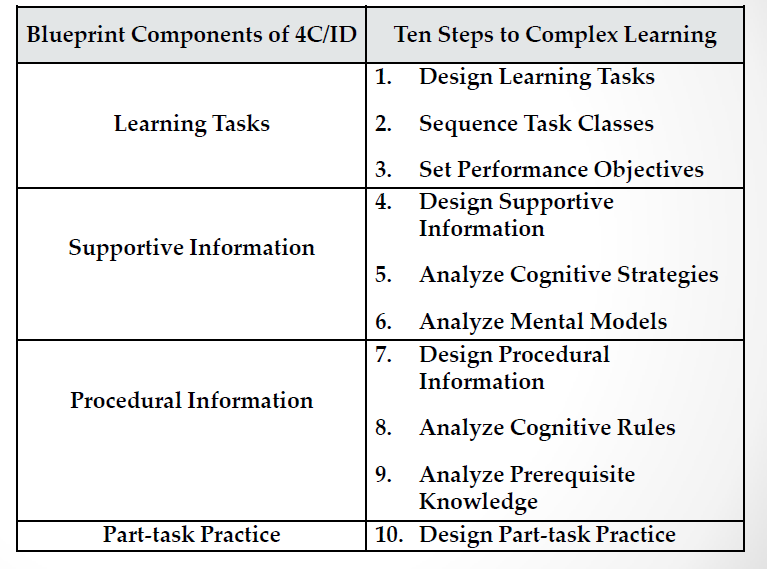 Blueprint Components of 4C/ID
Ten Steps to Complex Learning
Learning Tasks
1. Design Learning Tasks
2. Sequence Task Classes
3. Set Performance Objectives
Supportive Information
4. Design Supportive
Information
5. Analyze Cognitive Strategies
6. Analyze Mental Models
Procedural Information
7. Design Procedural
Information
8. Analyze Cognitive Rules
9. Analyze Prerequisite
Knowledge
Part-task Practice
10. Design Part-task Practice